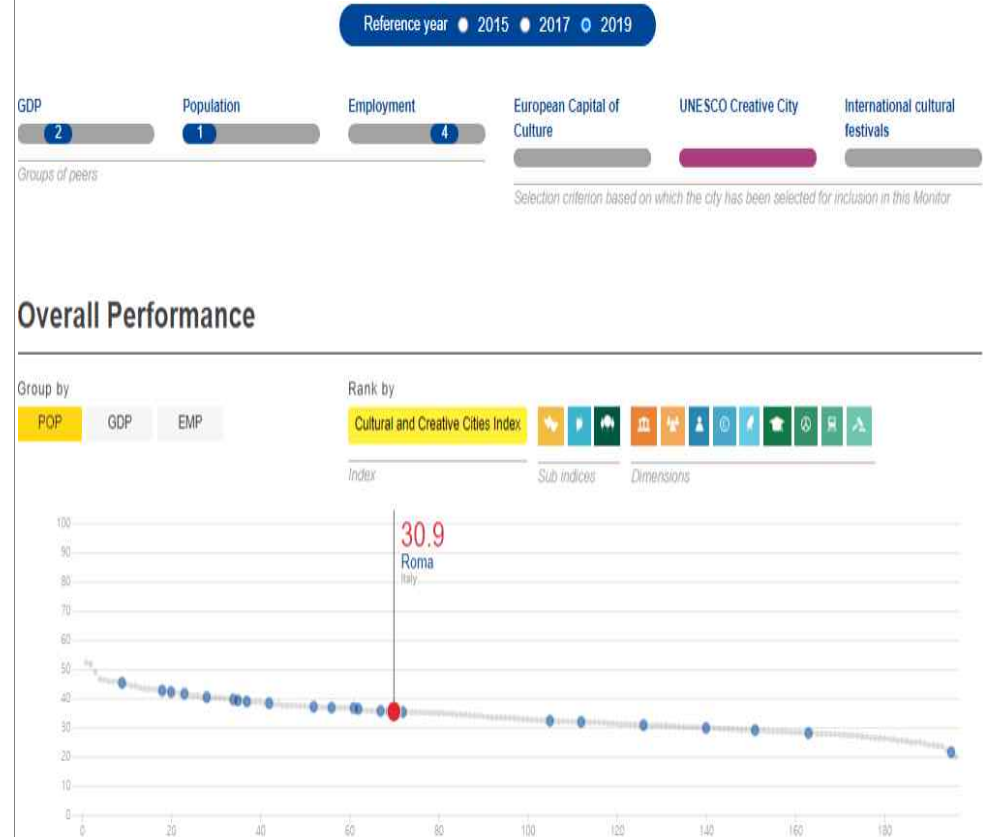 Reference year 2015 2017 2019
GDP Population Employment European Capital of Culture UNESCO Creative City International cultural festivals
2 1 4
Groups of peers
Selection criterion based on which the city has been selected for inclusion in this Monitor
Overall Performance
Group by Rank by
POP GDP EMP Cultural and Creative Cities Index
Index Sub indices Dimensions
100
90
80
70
60
50
40
30
20
10
0
30.9
Roma
Italy
0 20 40 60 80 100 120 140 160 180